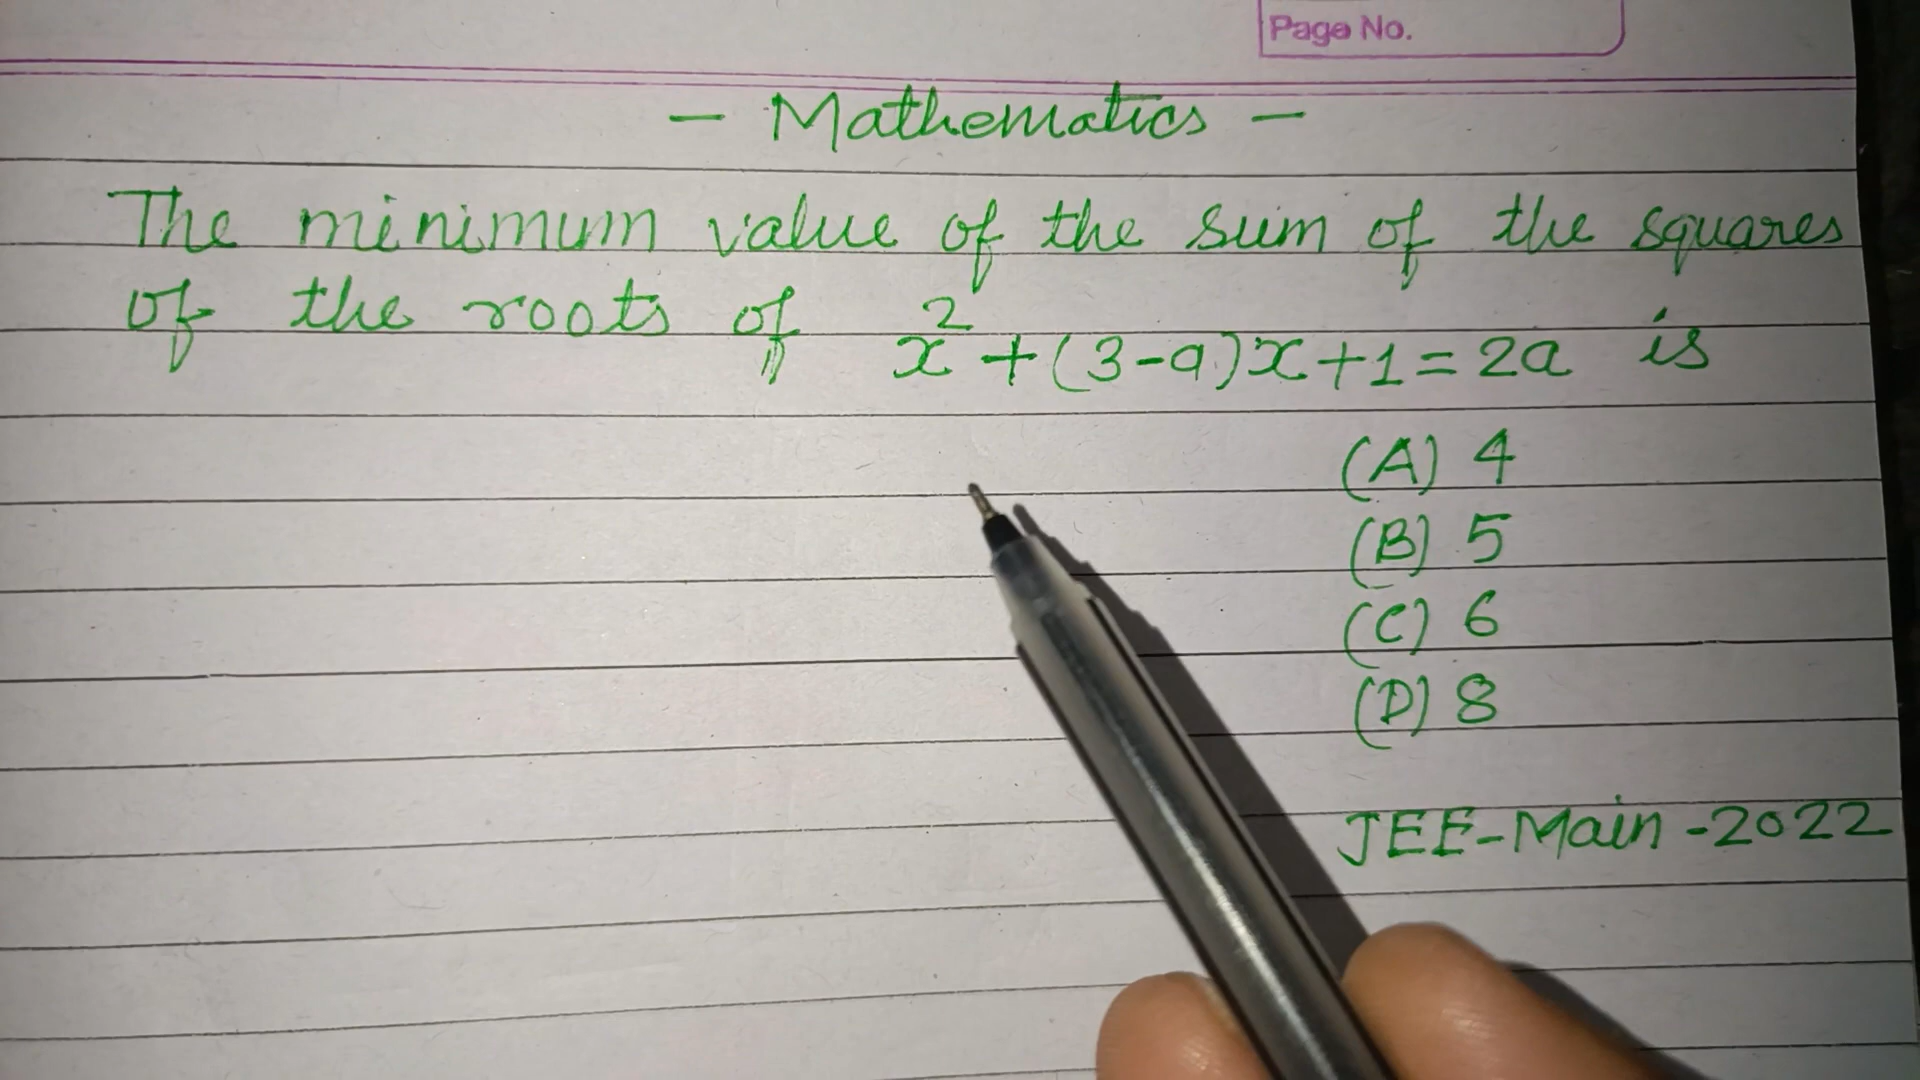 Page No.
- Mathematics -
The minimum value of the sum of the squares
of the roots of x² + (3-a)x + 1 = 2a is
(A) 4
(B) 5
(C) 6
(D) 8
JEE-Main-2022